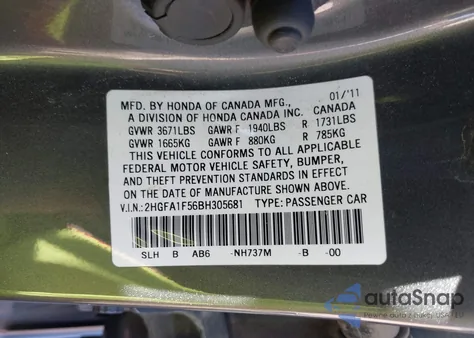 MFD. BY HONDA OF CANADA MFG., 01/'11
A DIVISION OF HONDA CANADA INC. CANADA
GVWR 3671LBS GAWR F 1940LBS R 1731LBS
GVWR 1665KG GAWR F 880KG R 785KG
THIS VEHICLE CONFORMS TO ALL APPLICABLE
FEDERAL MOTOR VEHICLE SAFETY, BUMPER,
AND THEFT PREVENTION STANDARDS IN EFFECT
ON THE DATE OF MANUFACTURE SHOWN ABOVE.
V.I.N.: 2HGFA1F56BH305681 TYPE: PASSENGER CAR
SLH B AB6 -NH737M -B -00
autoSnap